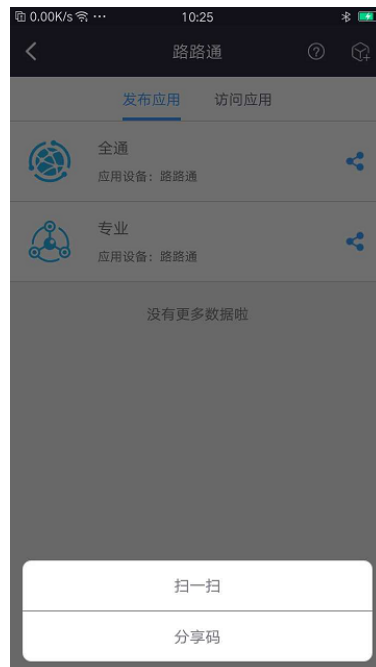 0.00K/s ··· 10:25
路路通
发布应用 访问应用
全通
应用设备：路路通
专业
应用设备：路路通
没有更多数据啦
扫一扫
分享码